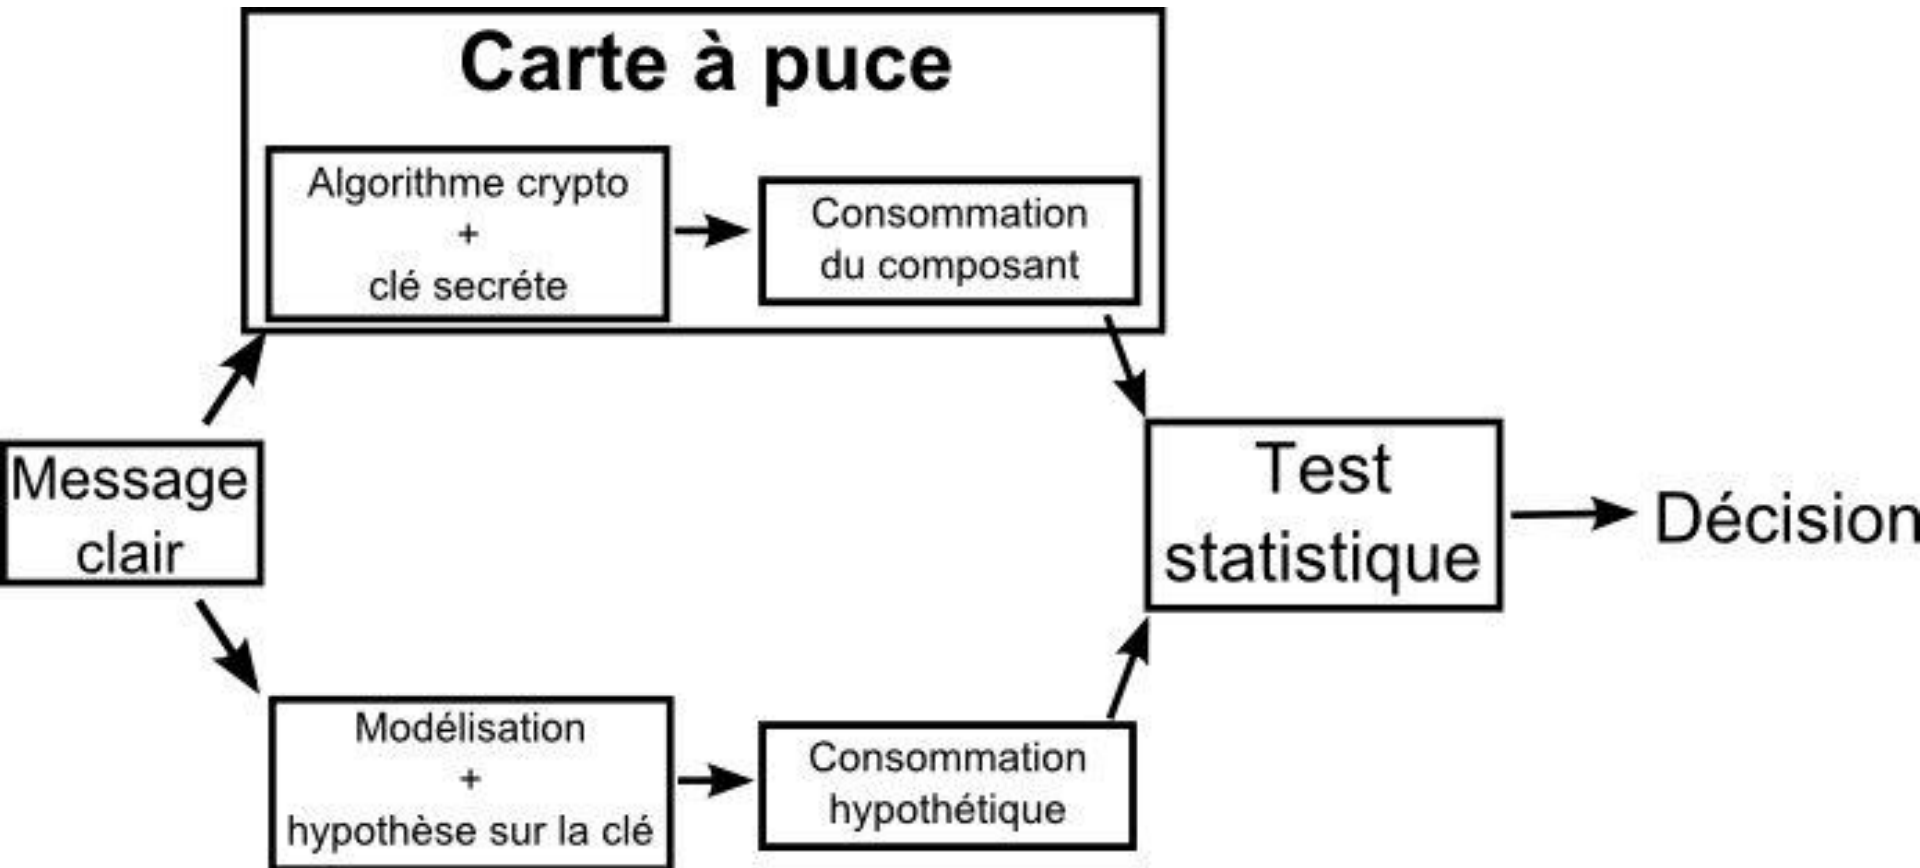 Carte à puce
Algorithme crypto
+
clé secréte
Consommation
du composant
Message
clair
Test
statistique
Décision
Modélisation
+
hypothèse sur la clé
Consommation
hypothétique